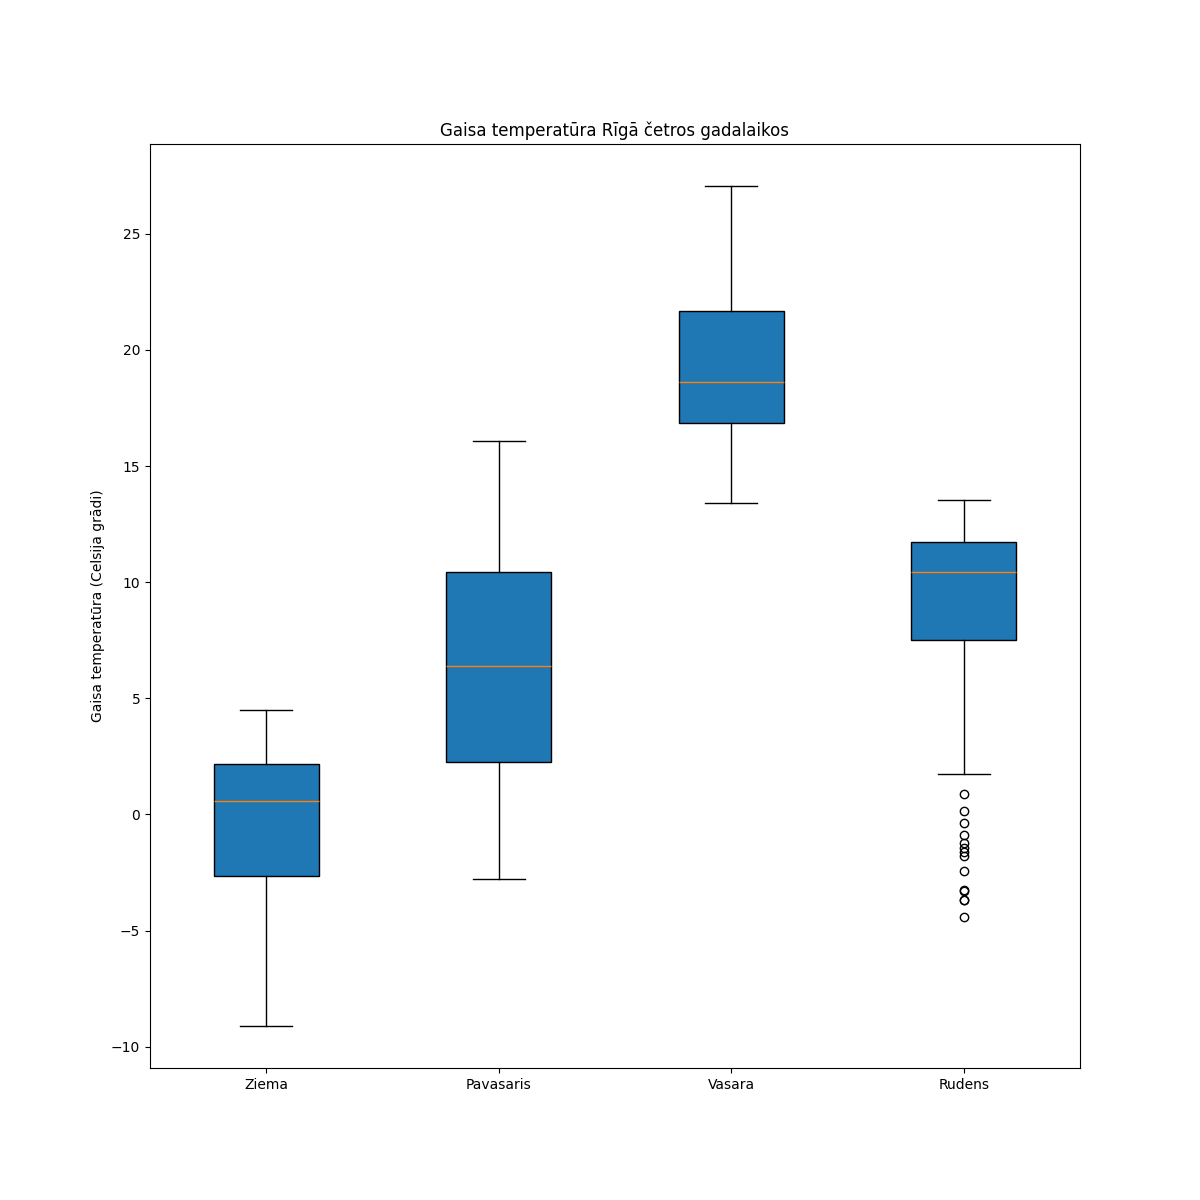 Gaisa temperatūra Rīgā četros gadalaikos
Gaisa temperatūra (Celsija grādi)
25
20
15
10
5
0
−5
−10
Ziema Pavasaris Vasara Rudens